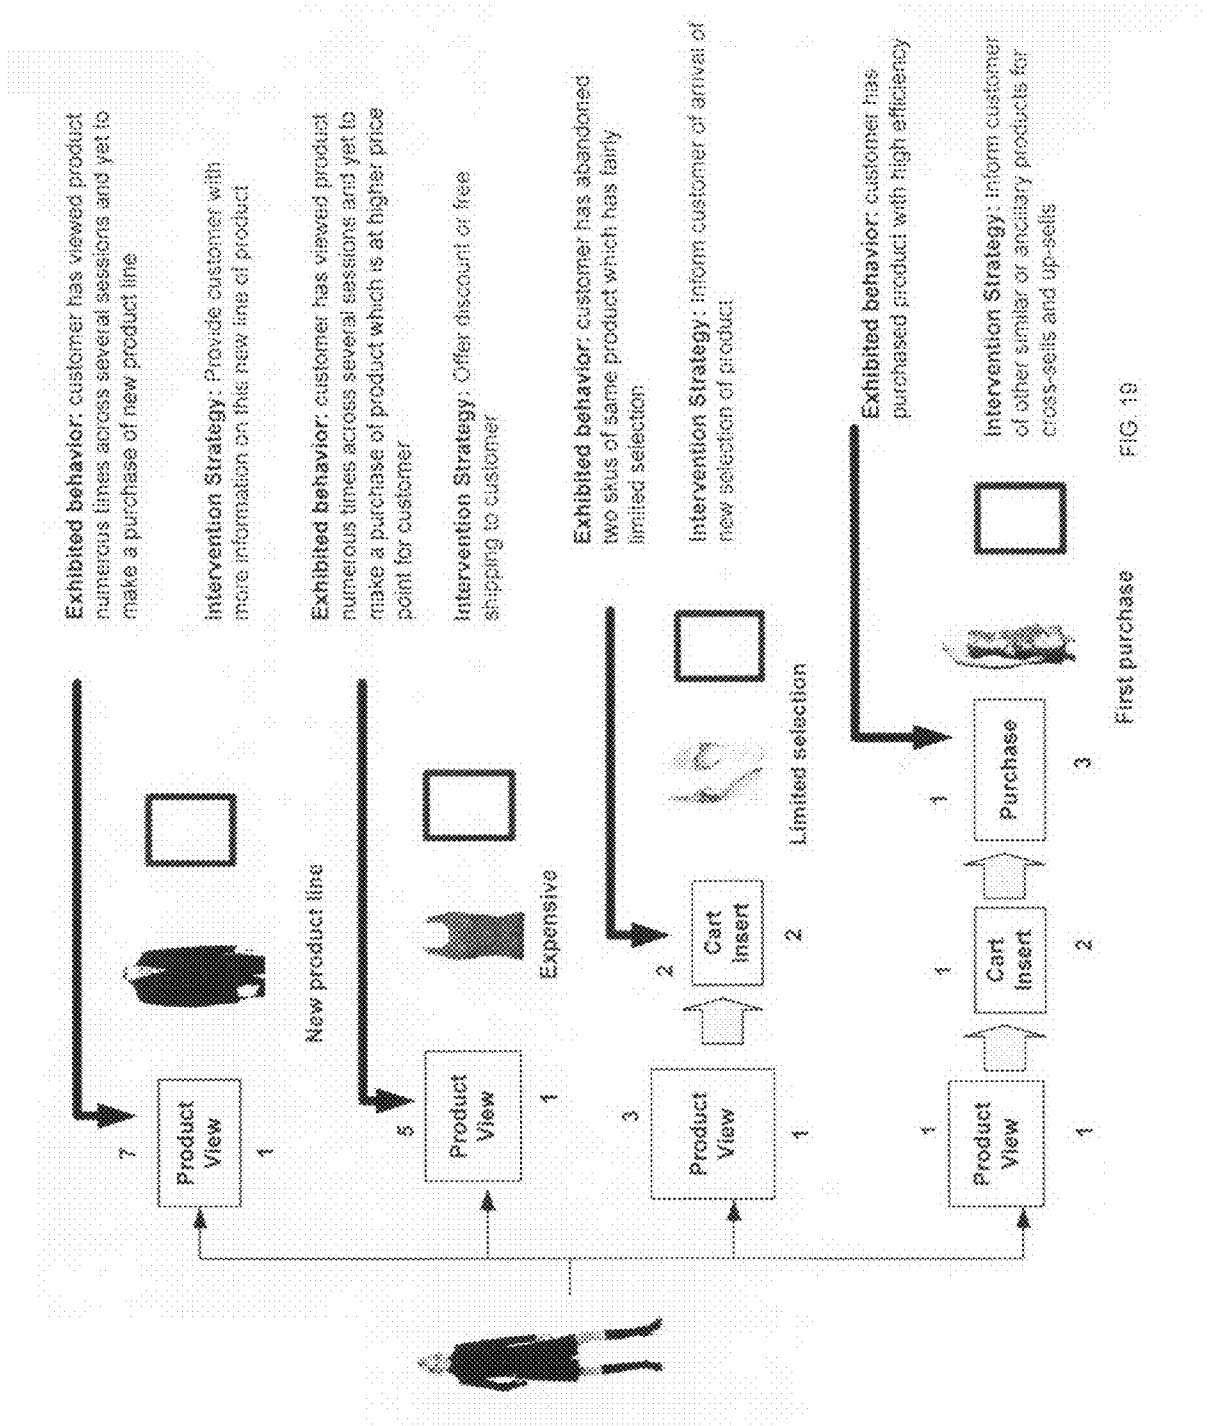 Exhibited behavior: customer has viewed product
numerous times across several sessions and yet to
make a purchase of new product line
Intervention Strategy: Provide customer with
more information on this new line of product
7
Product
View
1
New product line
Exhibited behavior: customer has viewed product
numerous times across several sessions and yet to
make a purchase of product which is at higher price
point for customer
Intervention Strategy: Offer discount or free
shipping to customer
5
Product
View
1
Expensive
Exhibited behavior: customer has abandoned
two skus of same product which has fairly
limited selection
Intervention Strategy: Inform customer of arrival of
new selection of product
3
Product
View
1
2
Cart
Insert
2
Limited selection
Exhibited behavior: customer has
purchased product with high efficiency
Intervention Strategy: Inform customer
of other similar or ancillary products for
cross-sells and up-sells
1
Product
View
1
1
Cart
Insert
2
1
Purchase
3
First purchase
FIG. 19